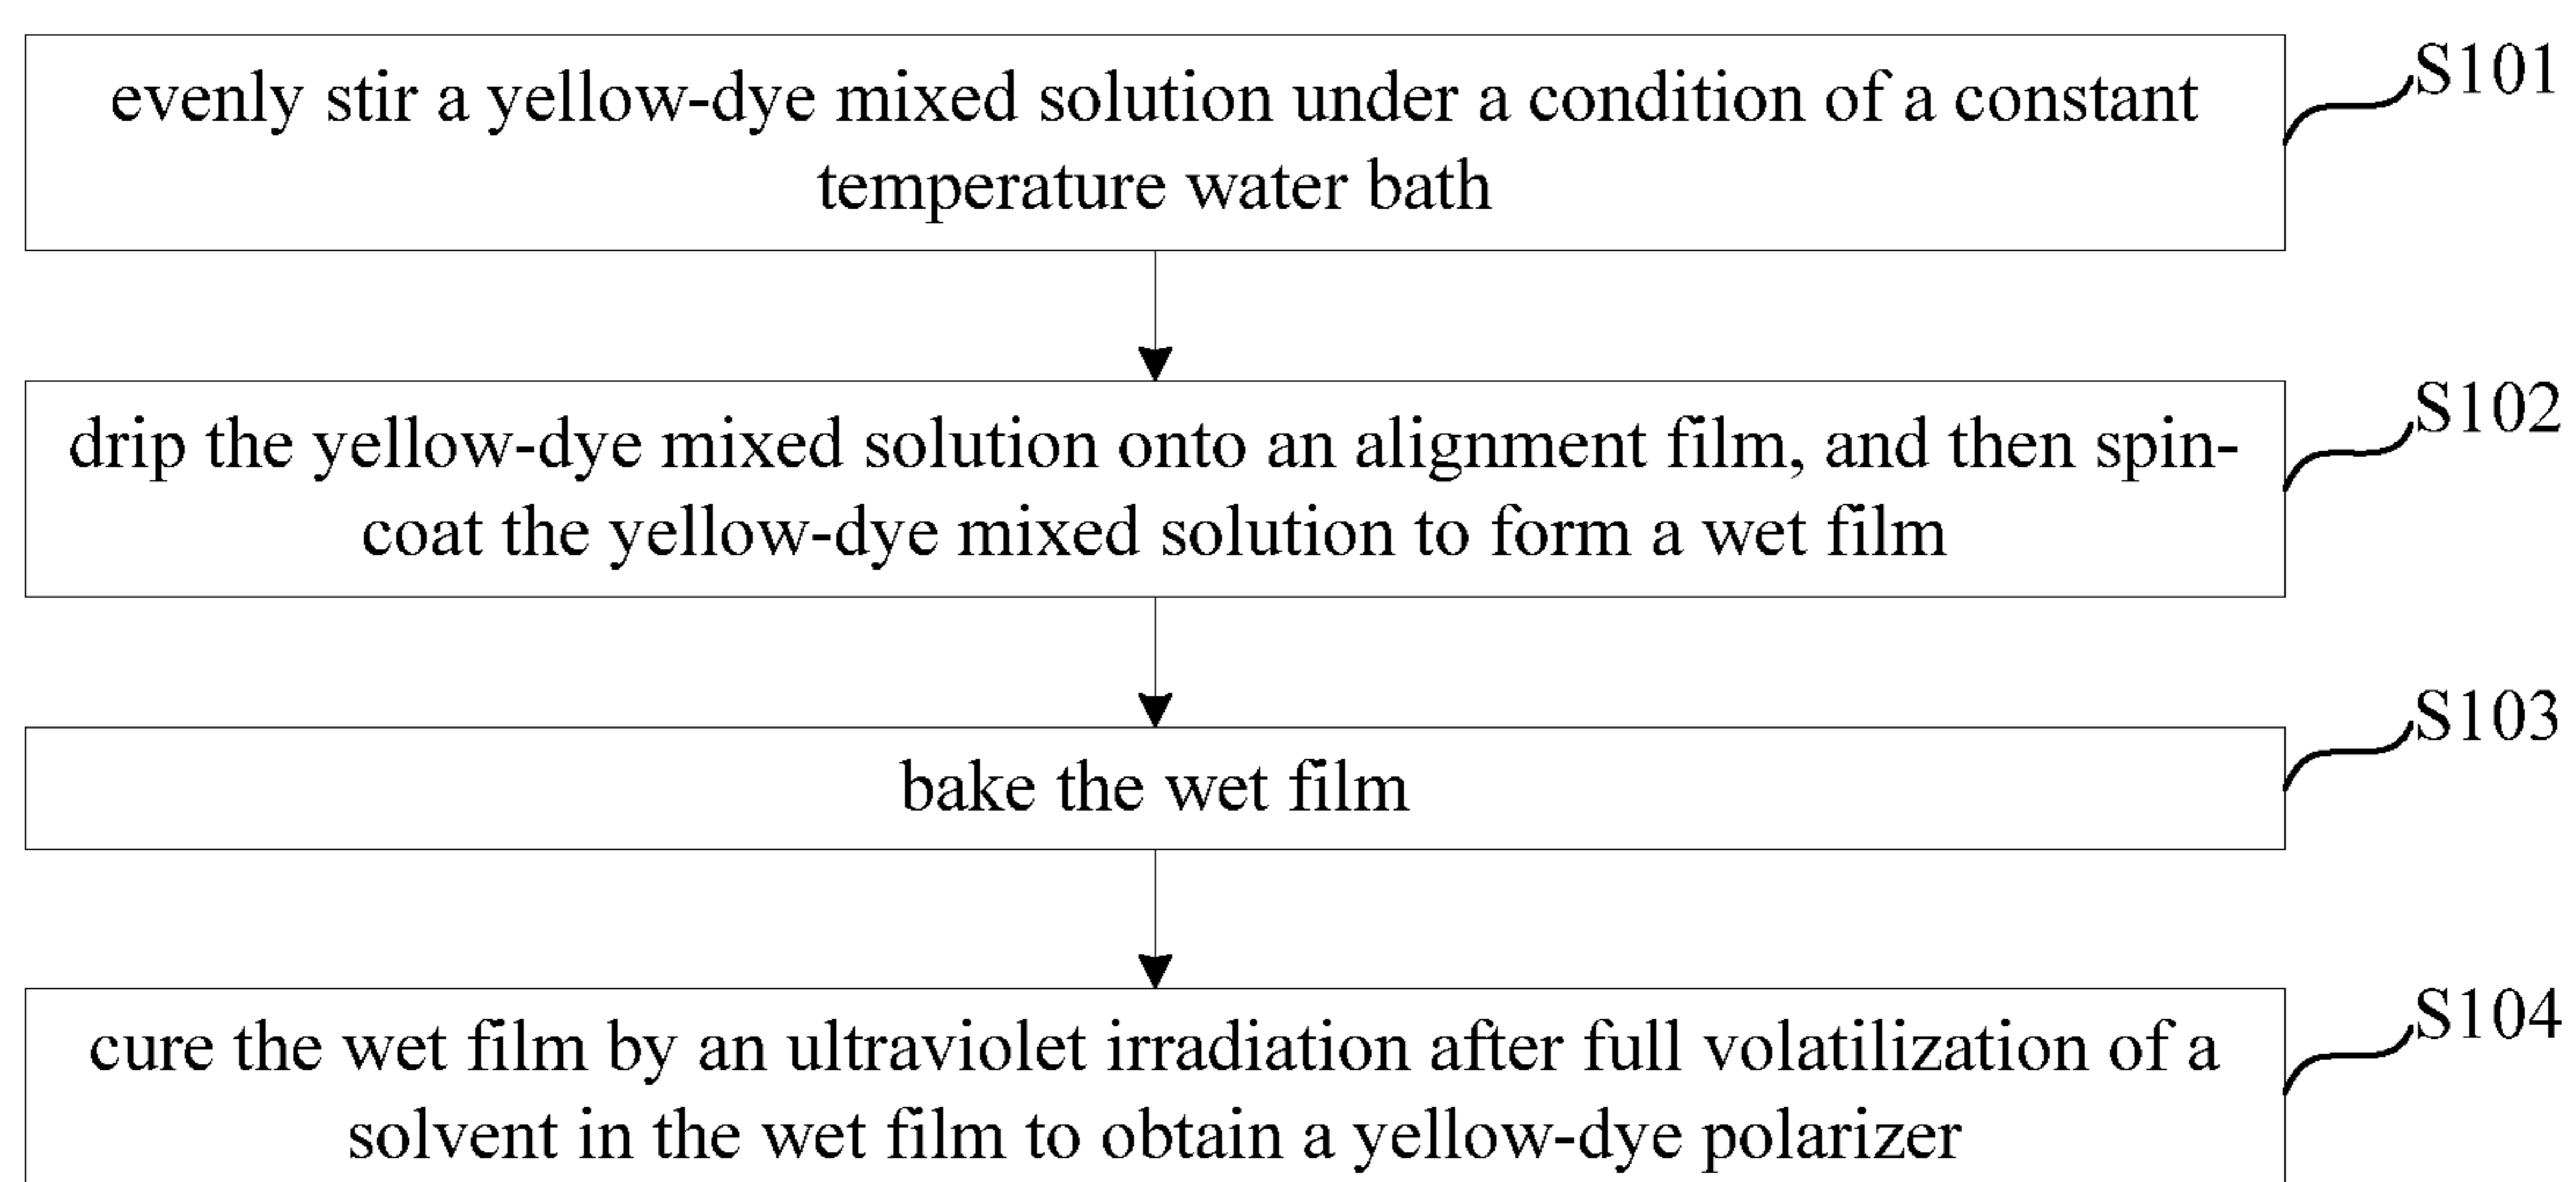 evenly stir a yellow-dye mixed solution under a condition of a constant
temperature water bath
S101
drip the yellow-dye mixed solution onto an alignment film, and then spin-
coat the yellow-dye mixed solution to form a wet film
S102
bake the wet film
S103
cure the wet film by an ultraviolet irradiation after full volatilization of a
solvent in the wet film to obtain a yellow-dye polarizer
S104